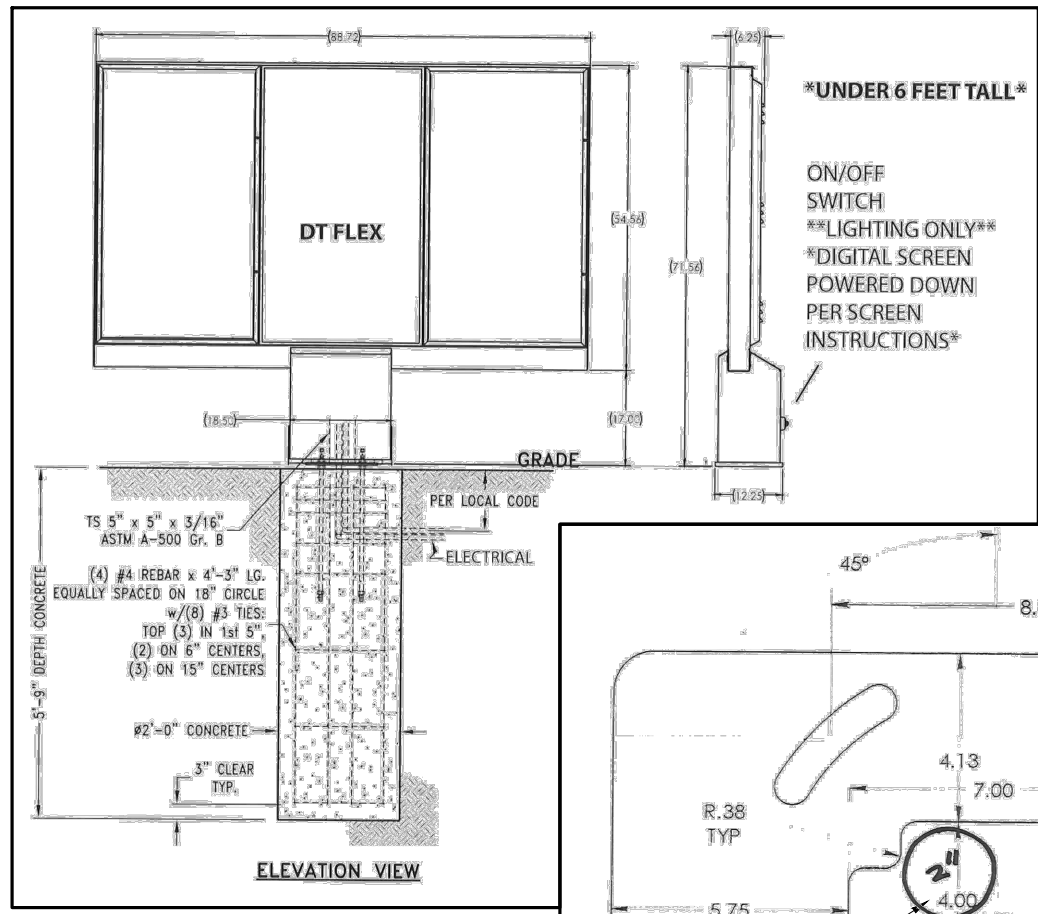 (88.72)
(6.25)
*UNDER 6 FEET TALL*
ON/OFF
SWITCH
**LIGHTING ONLY**
*DIGITAL SCREEN
POWERED DOWN
PER SCREEN
INSTRUCTIONS*
DT FLEX
(54.56)
(71.56)
(18.50)
(17.00)
GRADE
(12.25)
PER LOCAL CODE
TS 5" x 5" x 3/16"
ASTM A-500 Gr. B
ELECTRICAL
(4) #4 REBAR x 4'-3" LG.
EQUALLY SPACED ON 18" CIRCLE
w/(8) #3 TIES:
TOP (3) IN 1st 5",
(2) ON 6" CENTERS,
(3) ON 15" CENTERS
5'-9" DEPTH CONCRETE
ø2'-0" CONCRETE
3" CLEAR
TYP.
ELEVATION VIEW
45°
8.
4.13
7.00
R.38
TYP
2"
4.00
5.75